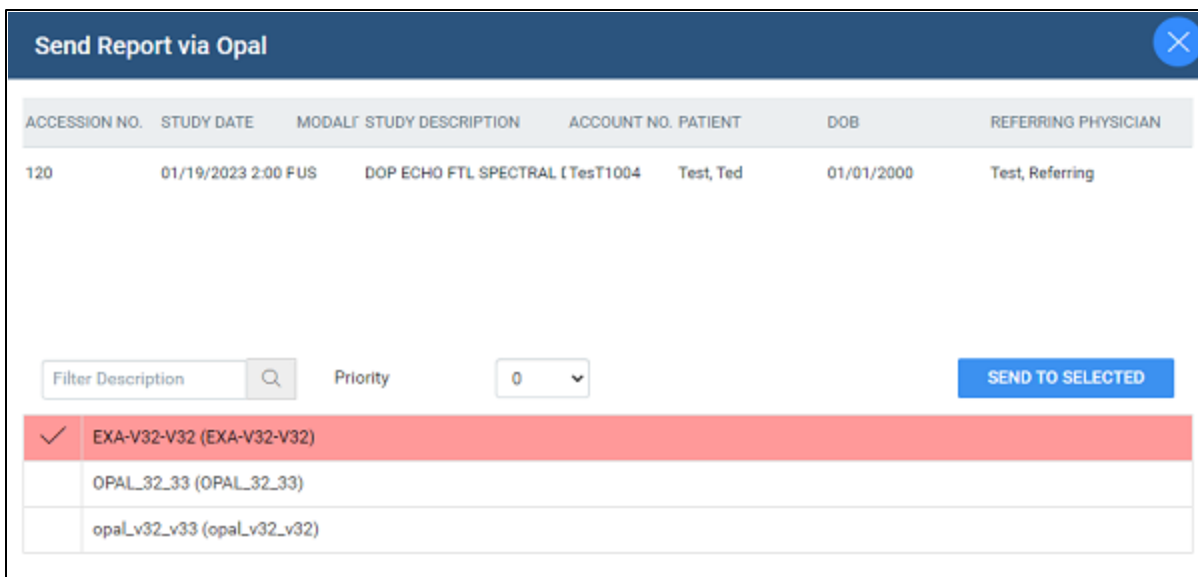 Send Report via Opal
ACCESSION NO. STUDY DATE MODALI STUDY DESCRIPTION ACCOUNT NO. PATIENT DOB REFERRING PHYSICIAN
120 01/19/2023 2:00 F US DOP ECHO FTL SPECTRAL TesT1004 Test, Ted 01/01/2000 Test, Referring
Filter Description Priority 0 SEND TO SELECTED
EXA-V32-V32 (EXA-V32-V32)
OPAL_32_33 (OPAL_32_33)
opal_v32_v33 (opal_v32_v32)